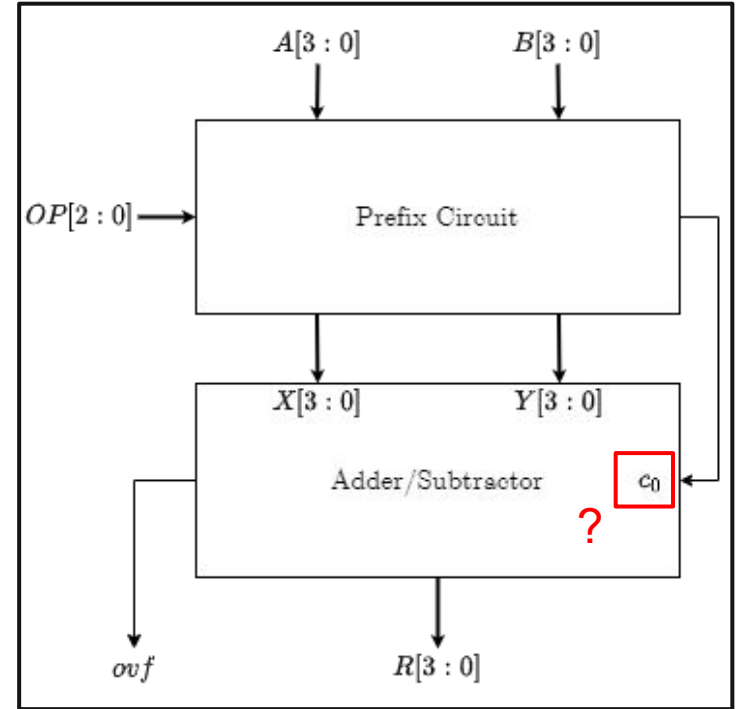 A[3 : 0] B[3 : 0]
OP[2 : 0]
Prefix Circuit
X[3 : 0] Y[3 : 0]
Adder/Subtractor c₀
?
ovf R[3 : 0]